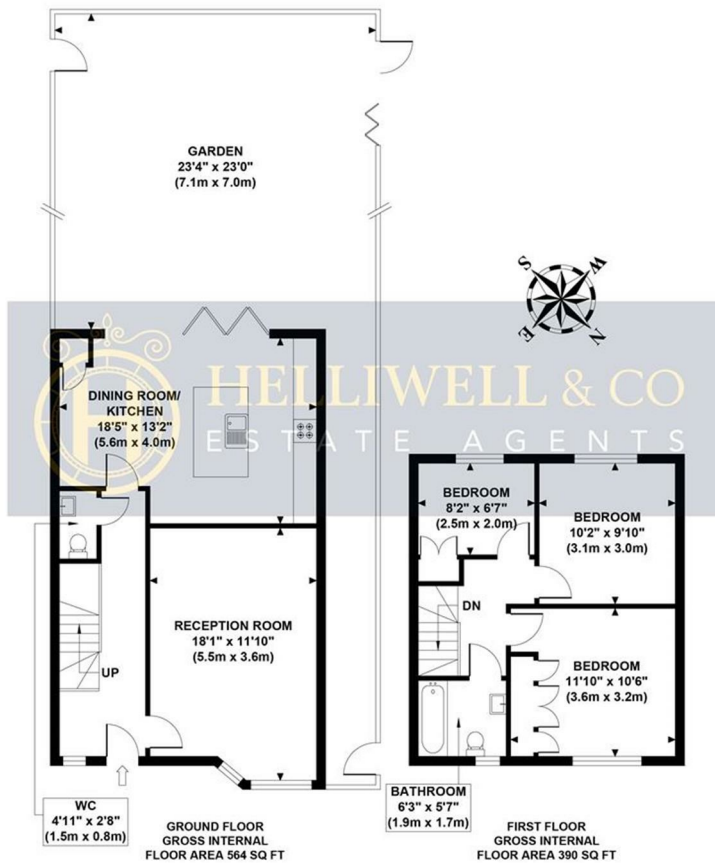 GARDEN
23'4" x 23'0"
(7.1m x 7.0m)
S
W
E
N
HELLIWELL & CO
ESTATE AGENTS
DINING ROOM/
KITCHEN
18'5" x 13'2"
(5.6m x 4.0m)
RECEPTION ROOM
18'1" x 11'10"
(5.5m x 3.6m)
UP
WC
4'11" x 2'8"
(1.5m x 0.8m)
GROUND FLOOR
GROSS INTERNAL
FLOOR AREA 564 SQ FT
BEDROOM
8'2" x 6'7"
(2.5m x 2.0m)
BEDROOM
10'2" x 9'10"
(3.1m x 3.0m)
DN
BEDROOM
11'10" x 10'6"
(3.6m x 3.2m)
BATHROOM
6'3" x 5'7"
(1.9m x 1.7m)
FIRST FLOOR
GROSS INTERNAL
FLOOR AREA 390 SQ FT